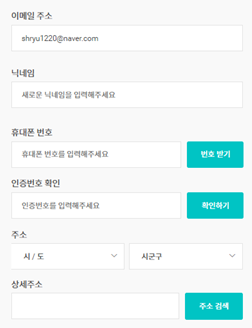 이메일 주소
shryu1220@naver.com
닉네임
새로운 닉네임을 입력해주세요
휴대폰 번호
휴대폰 번호를 입력해주세요 번호 받기
인증번호 확인
인증번호를 입력해주세요 확인하기
주소
시 / 도 시군구
상세주소
주소 검색